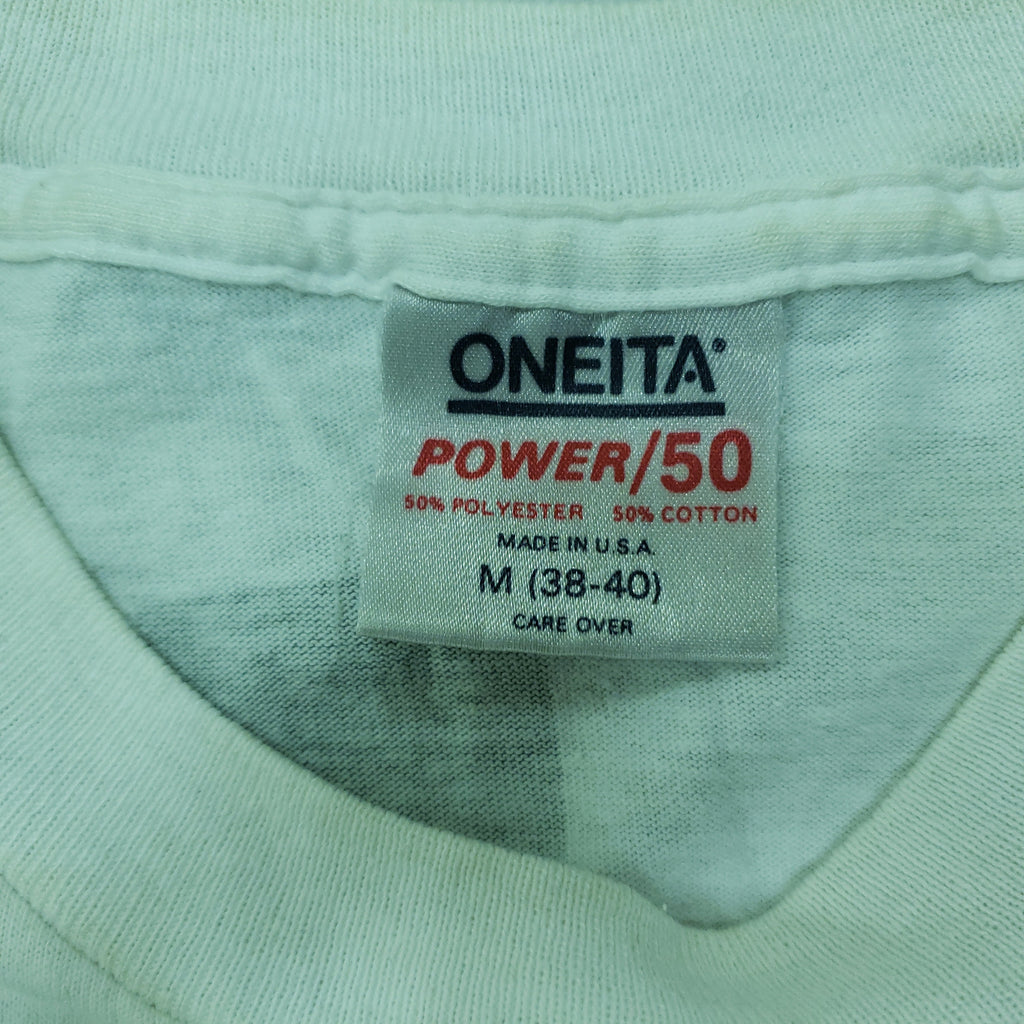 ONEITA®
POWER/50
50% POLYESTER 50% COTTON
MADE IN U.S.A.
M (38-40)
CARE OVER